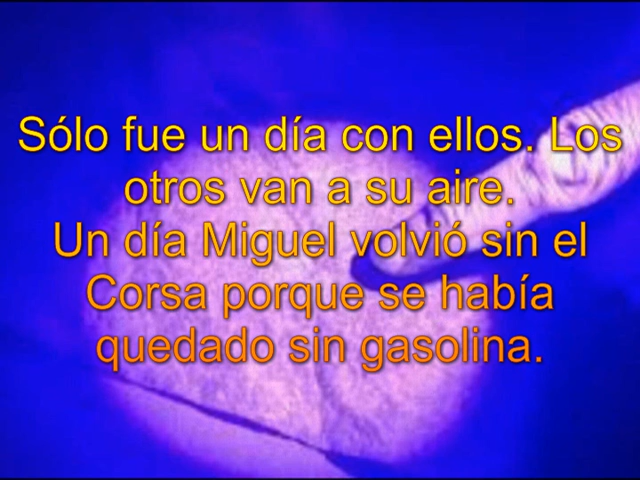 Sólo fue un día con ellos. Los
otros van a su aire.
Un día Miguel volvió sin el
Corsa porque se había
quedado sin gasolina.